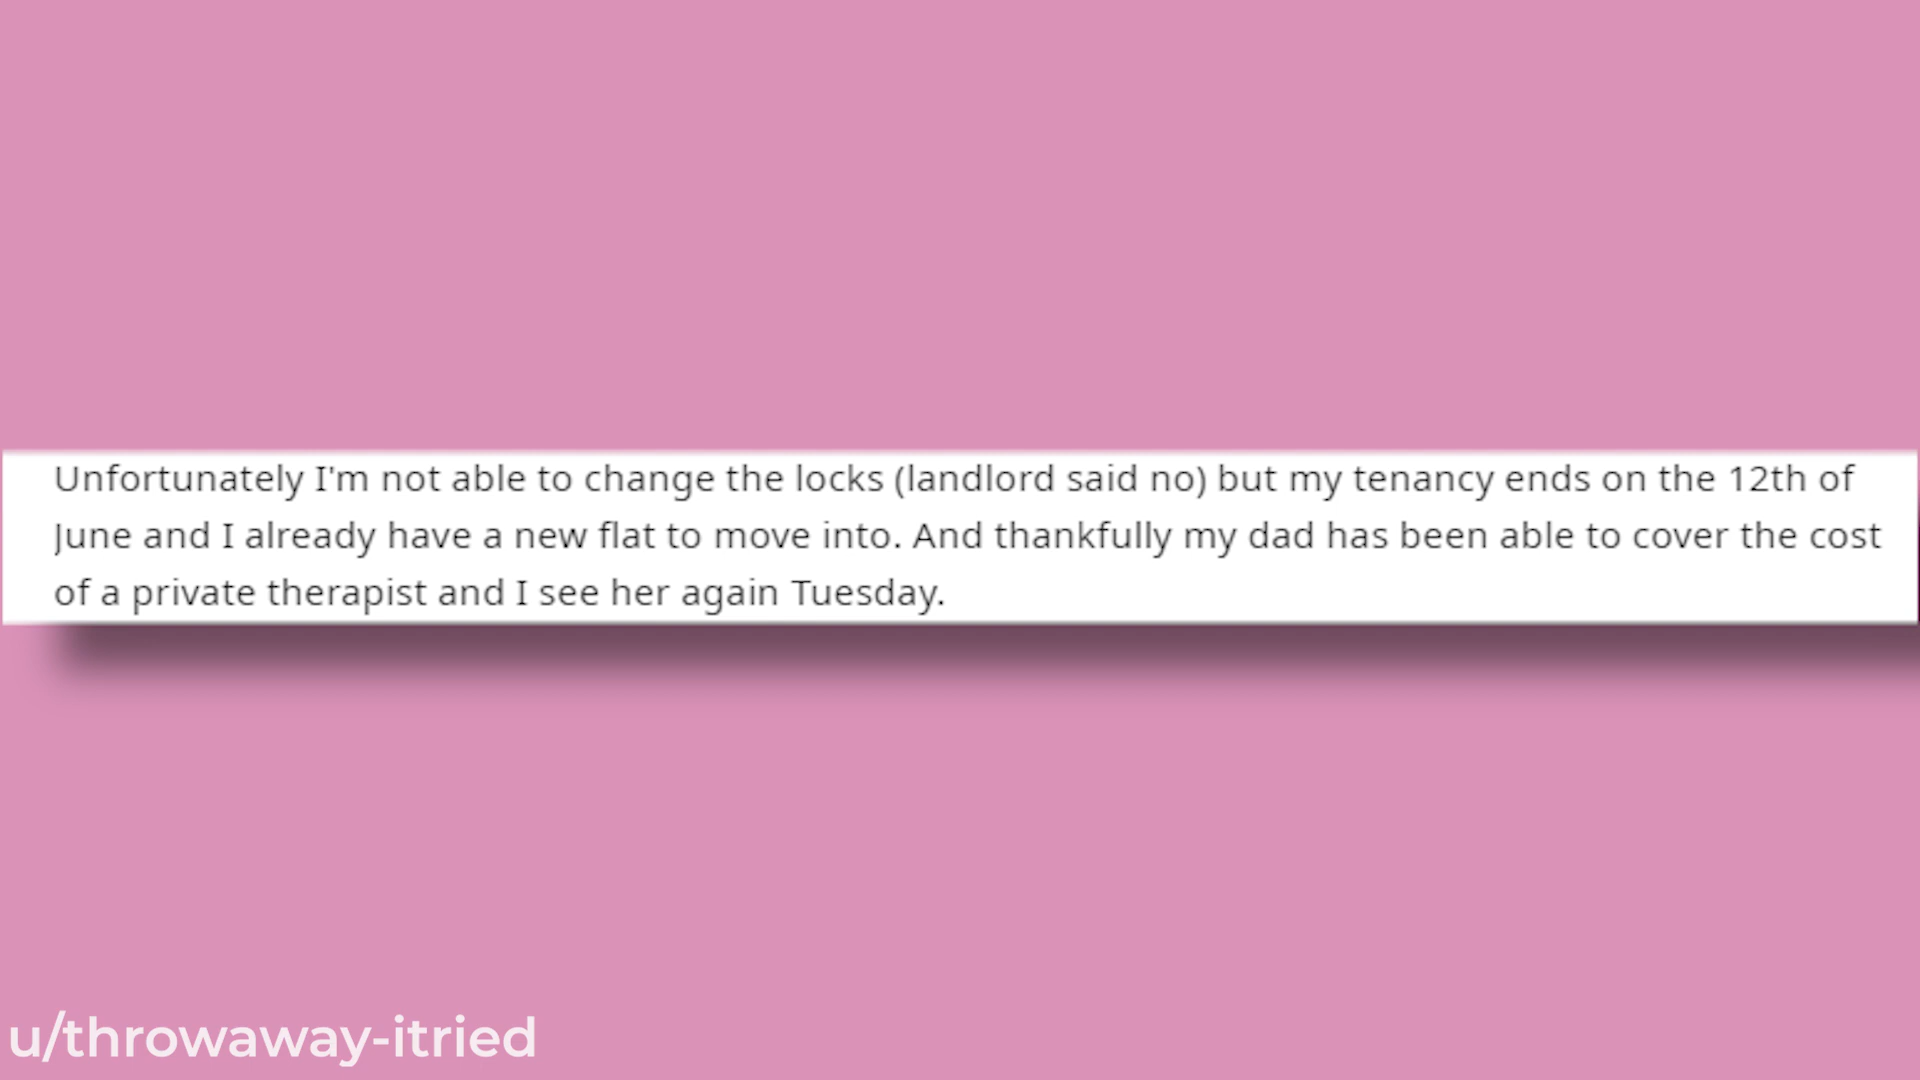 Unfortunately I'm not able to change the locks (landlord said no) but my tenancy ends on the 12th of
June and I already have a new flat to move into. And thankfully my dad has been able to cover the cost
of a private therapist and I see her again Tuesday.
u/throwaway-itried